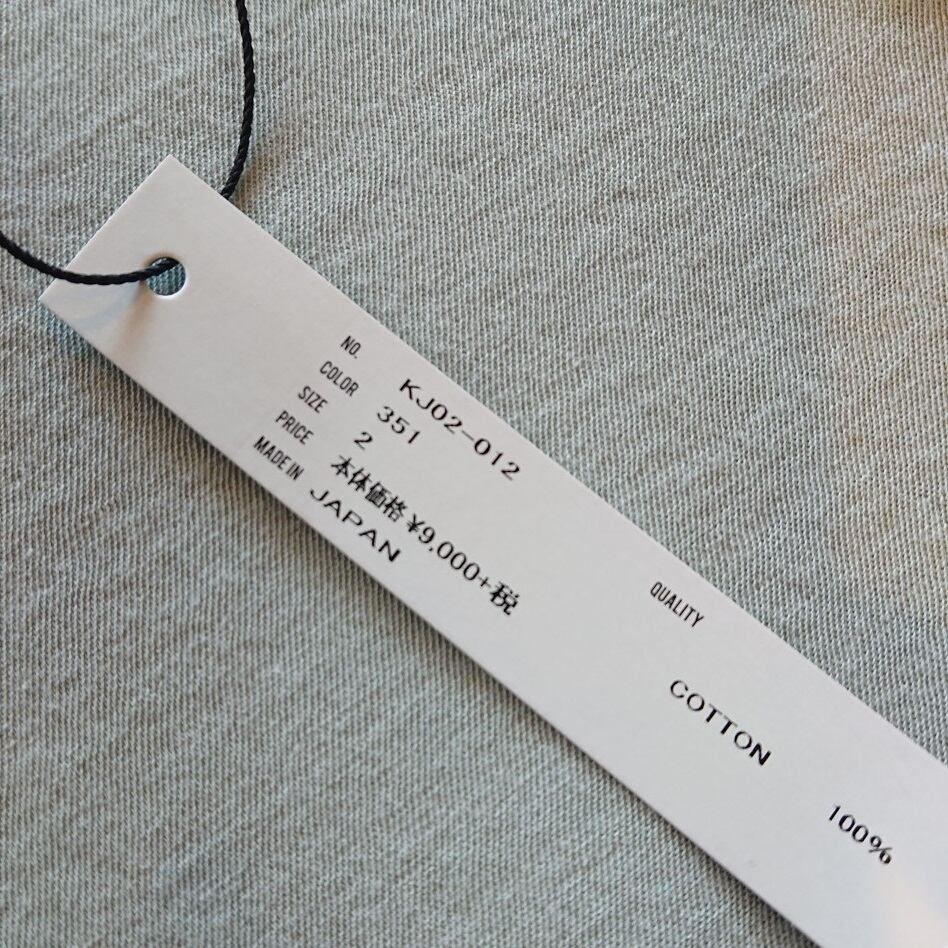 NO. KJ02-012
COLOR 351
SIZE 2
PRICE 本体価格 ¥9,000+税
MADE IN JAPAN
QUALITY
COTTON 100%